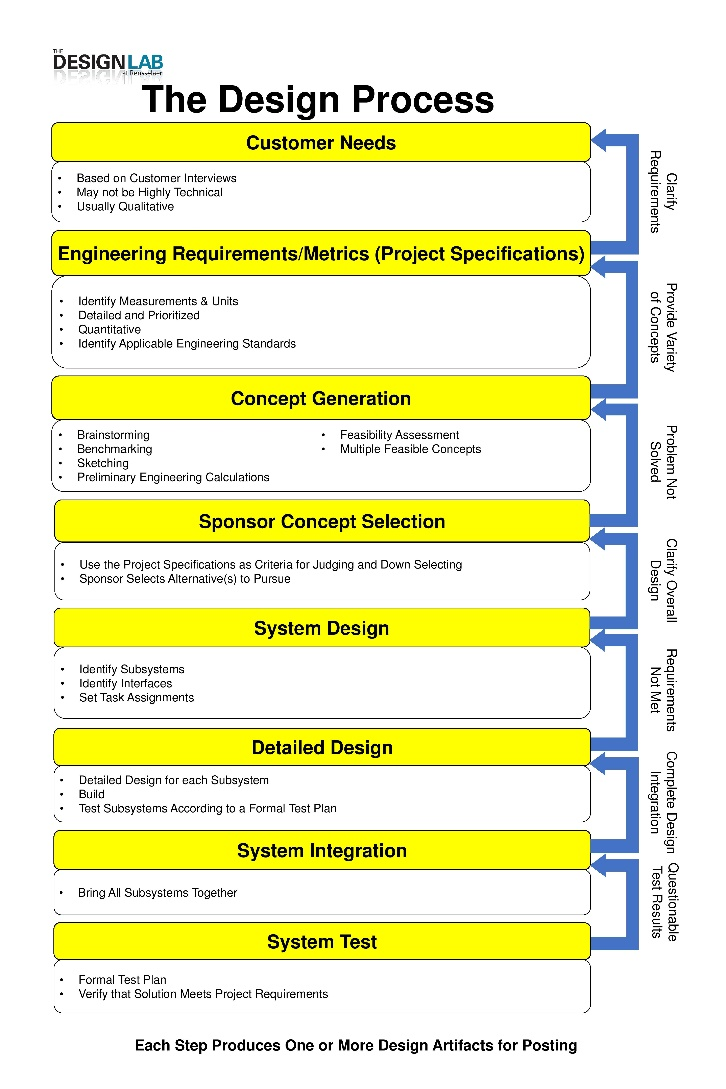 THE
DESIGNLAB
at Rensselaer
The Design Process
Customer Needs
• Based on Customer Interviews
• May not be Highly Technical
• Usually Qualitative
Clarify
Requirements
Engineering Requirements/Metrics (Project Specifications)
• Identify Measurements & Units
• Detailed and Prioritized
• Quantitative
• Identify Applicable Engineering Standards
Provide Variety
of Concepts
Concept Generation
• Brainstorming
• Benchmarking
• Sketching
• Preliminary Engineering Calculations
• Feasibility Assessment
• Multiple Feasible Concepts
Problem Not
Solved
Sponsor Concept Selection
• Use the Project Specifications as Criteria for Judging and Down Selecting
• Sponsor Selects Alternative(s) to Pursue
Clarify Overall
Design
System Design
• Identify Subsystems
• Identify Interfaces
• Set Task Assignments
Requirements
Not Met
Detailed Design
• Detailed Design for each Subsystem
• Build
• Test Subsystems According to a Formal Test Plan
Complete Design
Integration
System Integration
• Bring All Subsystems Together
Questionable
Test Results
System Test
• Formal Test Plan
• Verify that Solution Meets Project Requirements
Each Step Produces One or More Design Artifacts for Posting